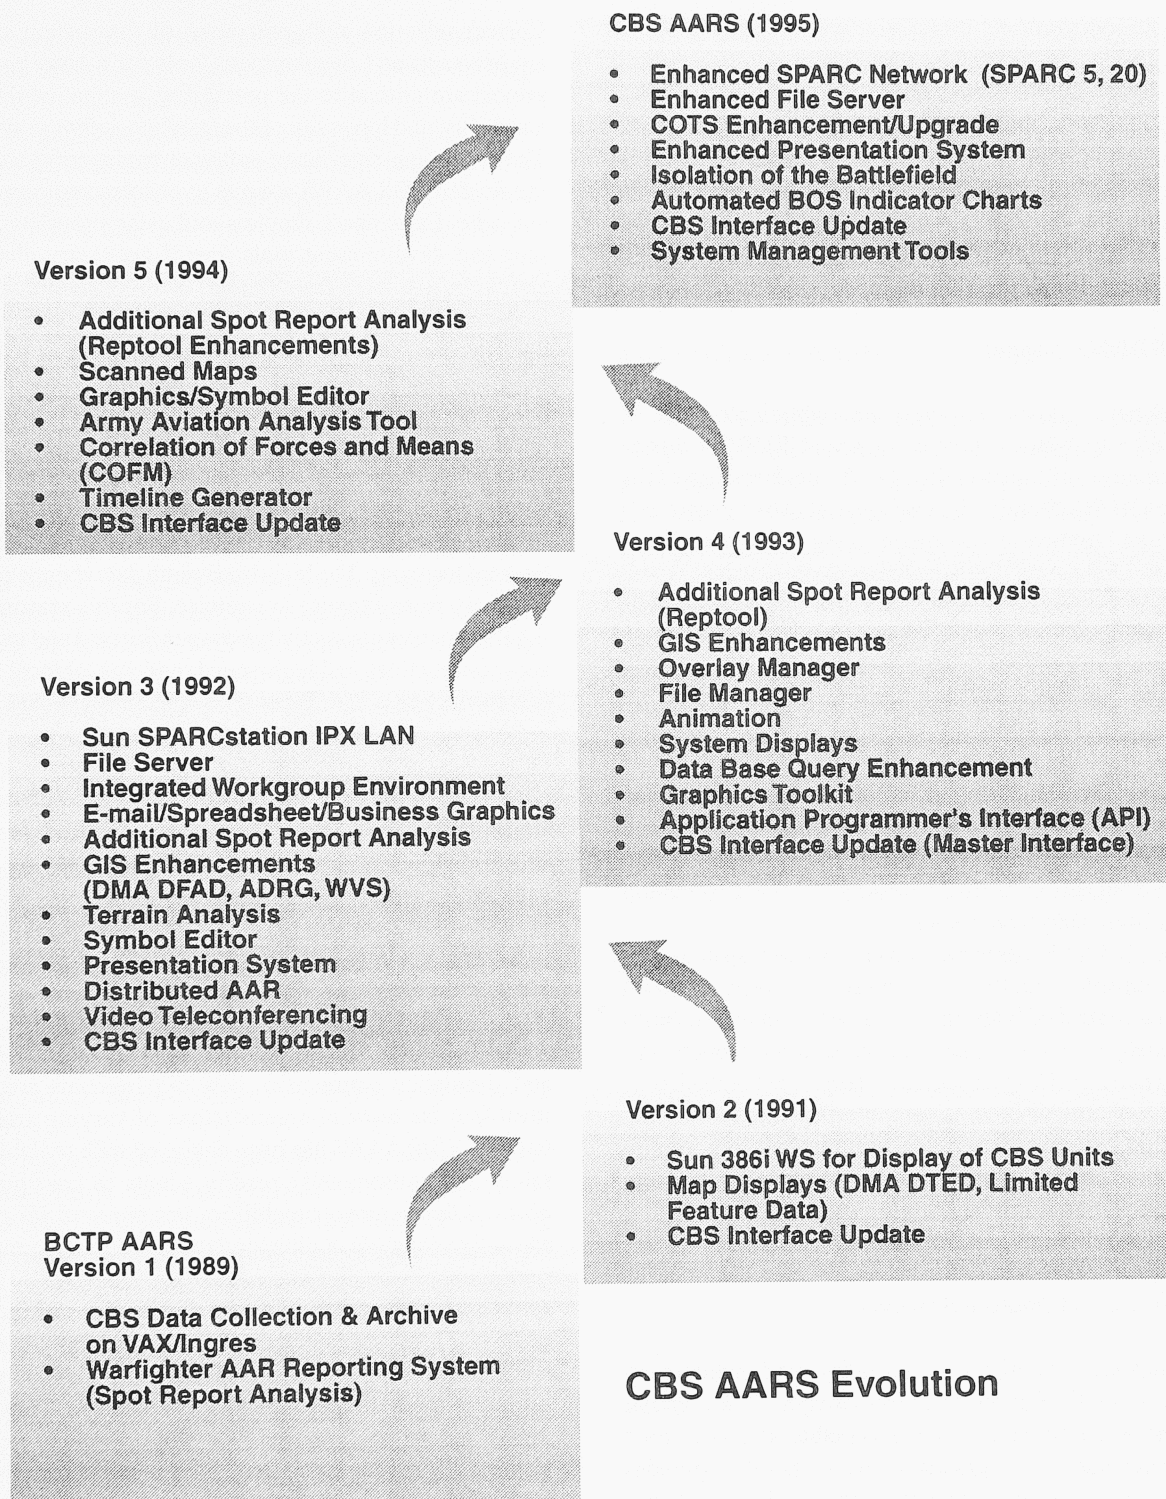 CBS AARS (1995)
• Enhanced SPARC Network (SPARC 5, 20)
• Enhanced File Server
• COTS Enhancement/Upgrade
• Enhanced Presentation System
• Isolation of the Battlefield
• Automated BOS Indicator Charts
• CBS Interface Update
• System Management Tools
Version 5 (1994)
• Additional Spot Report Analysis
(Reptool Enhancements)
• Scanned Maps
• Graphics/Symbol Editor
• Army Aviation Analysis Tool
• Correlation of Forces and Means
(COFM)
• Timeline Generator
• CBS Interface Update
Version 4 (1993)
• Additional Spot Report Analysis
(Reptool)
• GIS Enhancements
• Overlay Manager
• File Manager
• Animation
• System Displays
• Data Base Query Enhancement
• Graphics Toolkit
• Application Programmer's Interface (API)
• CBS Interface Update (Master Interface)
Version 3 (1992)
• Sun SPARCstation IPX LAN
• File Server
• Integrated Workgroup Environment
• E-mail/Spreadsheet/Business Graphics
• Additional Spot Report Analysis
• GIS Enhancements
(DMA DFAD, ADRG, WVS)
• Terrain Analysis
• Symbol Editor
• Presentation System
• Distributed AAR
• Video Teleconferencing
• CBS Interface Update
Version 2 (1991)
• Sun 386i WS for Display of CBS Units
• Map Displays (DMA DTED, Limited
Feature Data)
• CBS Interface Update
BCTP AARS
Version 1 (1989)
• CBS Data Collection & Archive
on VAX/Ingres
• Warfighter AAR Reporting System
(Spot Report Analysis)
CBS AARS Evolution